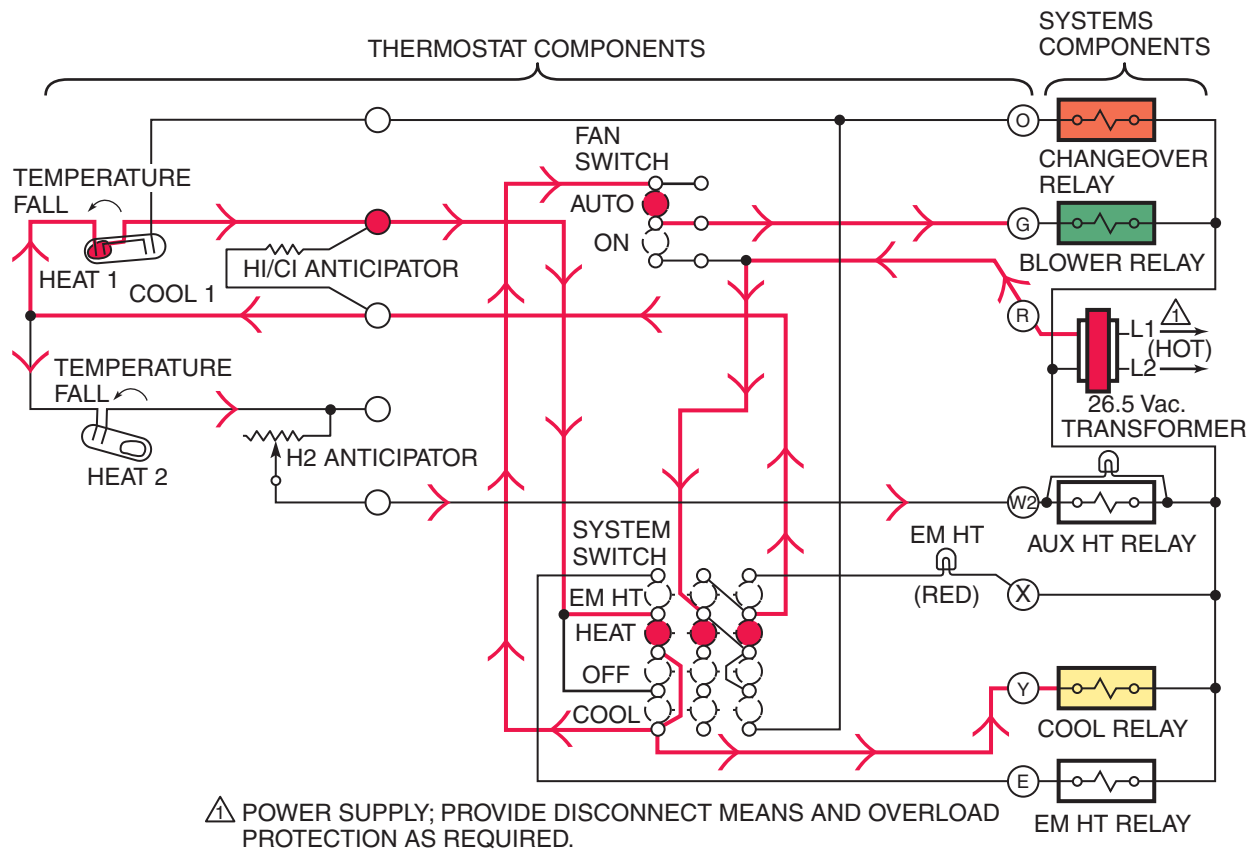 THERMOSTAT COMPONENTS
SYSTEMS
COMPONENTS
O
CHANGEOVER
RELAY
FAN
SWITCH
AUTO
ON
G
BLOWER RELAY
TEMPERATURE
FALL
HEAT 1
HI/CI ANTICIPATOR
COOL 1
R
1
L1
(HOT)
L2
26.5 Vac.
TRANSFORMER
TEMPERATURE
FALL
HEAT 2
H2 ANTICIPATOR
W2
AUX HT RELAY
SYSTEM
SWITCH
EM HT
HEAT
OFF
COOL
EM HT
(RED)
X
Y
COOL RELAY
E
EM HT RELAY
1 POWER SUPPLY; PROVIDE DISCONNECT MEANS AND OVERLOAD
PROTECTION AS REQUIRED.